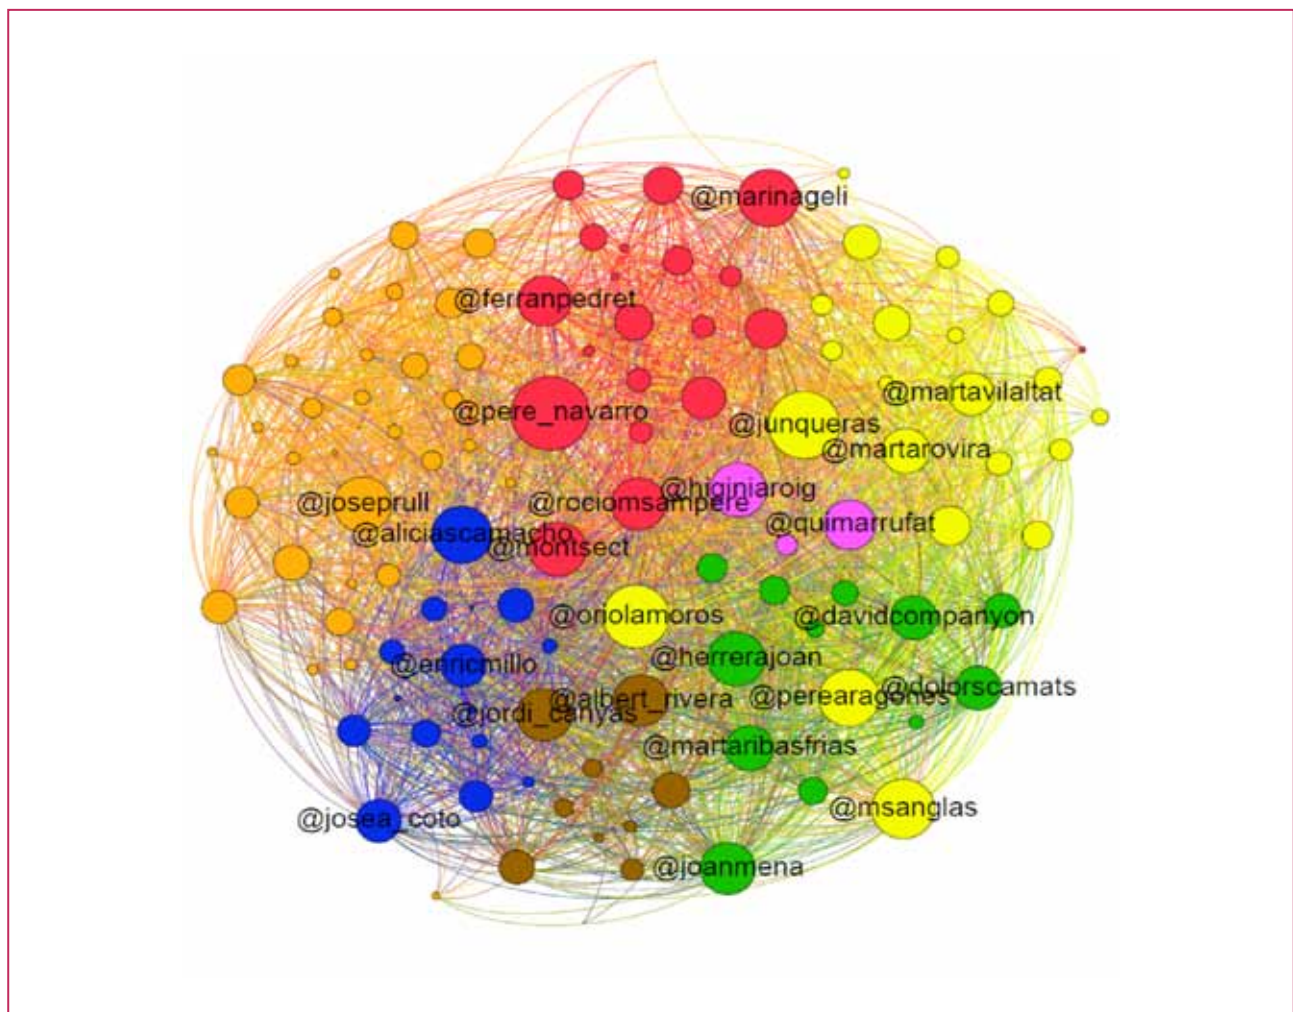 @marinageli
@ferranpedret
@martavilaltat
@pere_navarro
@junqueras
@martarovira
@higiniaroig
@joseprull
@rociomsampere
@quimarrufat
@aliciascamacho
@montsect
@oriolamoros
@davidcompanyon
@herrerajoan
@enricmillo
@dolorscamats
@perearagones
@albert_rivera
@jordi_canyas
@martaribasfrias
@msanglas
@josea_coto
@joanmena